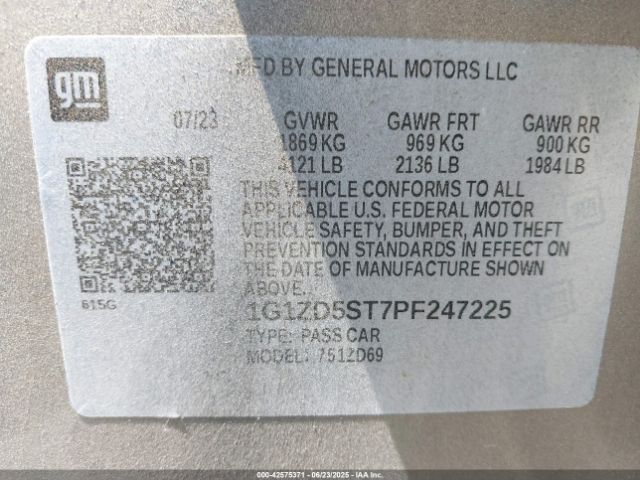 gm
MFD BY GENERAL MOTORS LLC
07/23 GVWR GAWR FRT GAWR RR
1869 KG 969 KG 900 KG
4121 LB 2136 LB 1984 LB
THIS VEHICLE CONFORMS TO ALL
APPLICABLE U.S. FEDERAL MOTOR
VEHICLE SAFETY, BUMPER, AND THEFT
PREVENTION STANDARDS IN EFFECT ON
THE DATE OF MANUFACTURE SHOWN
ABOVE.
615G
1G1ZD5ST7PF247225
TYPE: PASS CAR
MODEL: 751ZD69
000-42575371 - 06/23/2025 - IAA Inc.